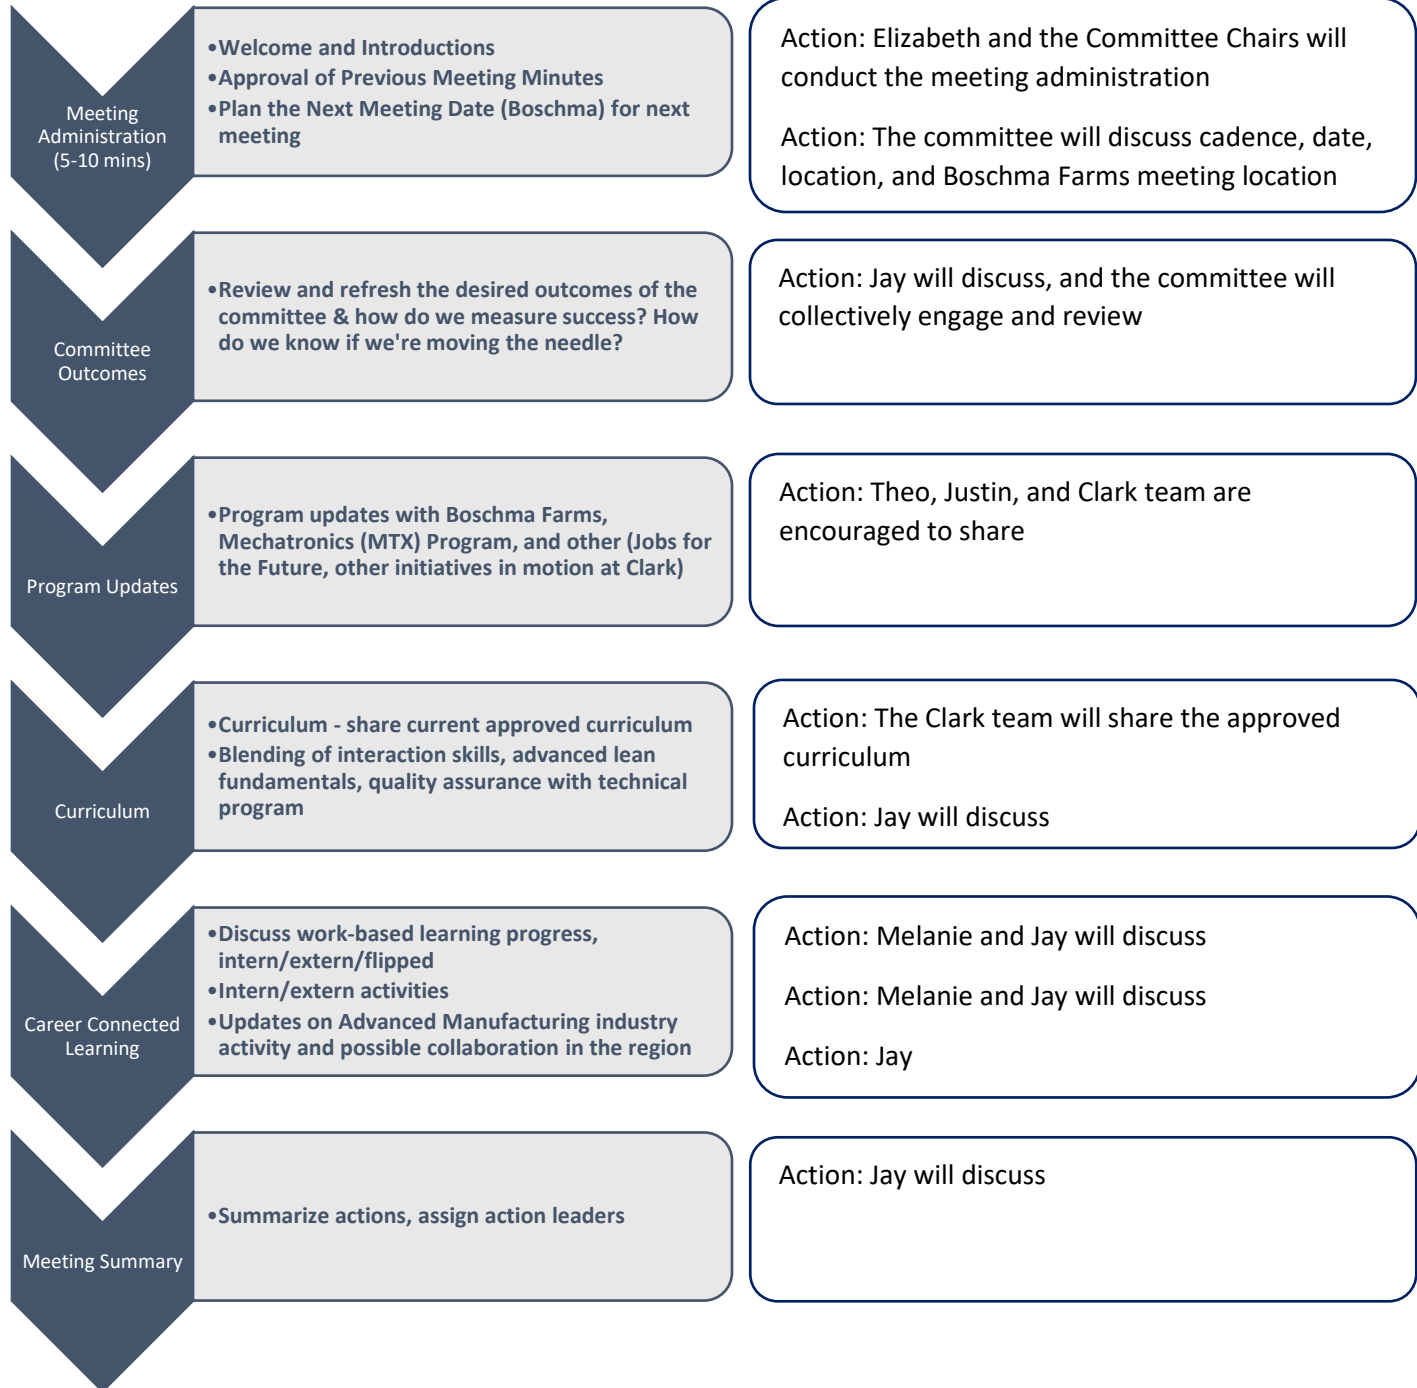 Meeting
Administration
(5-10 mins)
•Welcome and Introductions
•Approval of Previous Meeting Minutes
•Plan the Next Meeting Date (Boschma) for next
meeting
Action: Elizabeth and the Committee Chairs will
conduct the meeting administration
Action: The committee will discuss cadence, date,
location, and Boschma Farms meeting location
Committee
Outcomes
•Review and refresh the desired outcomes of the
committee & how do we measure success? How
do we know if we're moving the needle?
Action: Jay will discuss, and the committee will
collectively engage and review
Program Updates
•Program updates with Boschma Farms,
Mechatronics (MTX) Program, and other (Jobs for
the Future, other initiatives in motion at Clark)
Action: Theo, Justin, and Clark team are
encouraged to share
Curriculum
•Curriculum - share current approved curriculum
•Blending of interaction skills, advanced lean
fundamentals, quality assurance with technical
program
Action: The Clark team will share the approved
curriculum
Action: Jay will discuss
Career Connected
Learning
•Discuss work-based learning progress,
intern/extern/flipped
•Intern/extern activities
•Updates on Advanced Manufacturing industry
activity and possible collaboration in the region
Action: Melanie and Jay will discuss
Action: Melanie and Jay will discuss
Action: Jay
Meeting Summary
•Summarize actions, assign action leaders
Action: Jay will discuss